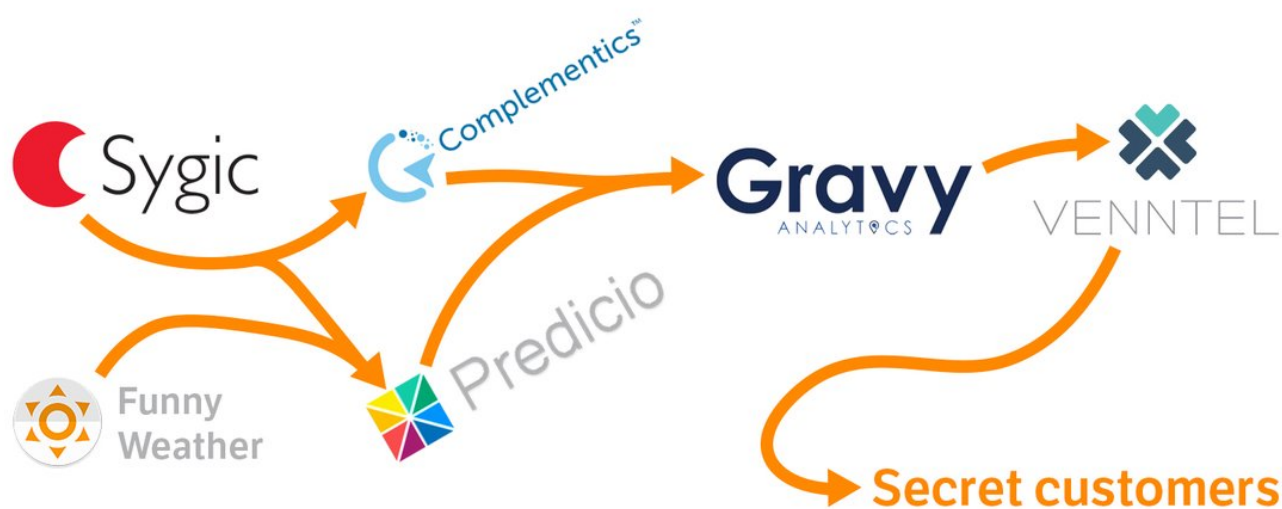 Complementics™
Sygic
Gravy
ANALYTICS
VENNTEL
Predicio
Funny
Weather
Secret customers